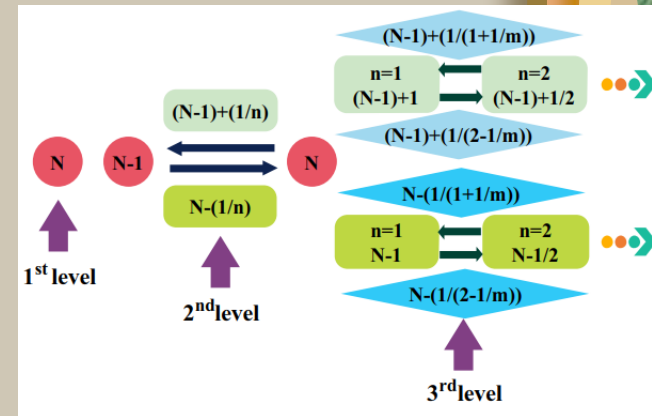 (N-1)+(1/(1+1/m))
n=1
(N-1)+1
n=2
(N-1)+1/2
(N-1)+(1/(2-1/m))
(N-1)+(1/n)
N
N-1
N
N-(1/n)
N-(1/(1+1/m))
n=1
N-1
n=2
N-1/2
N-(1/(2-1/m))
1st level
2nd level
3rd level